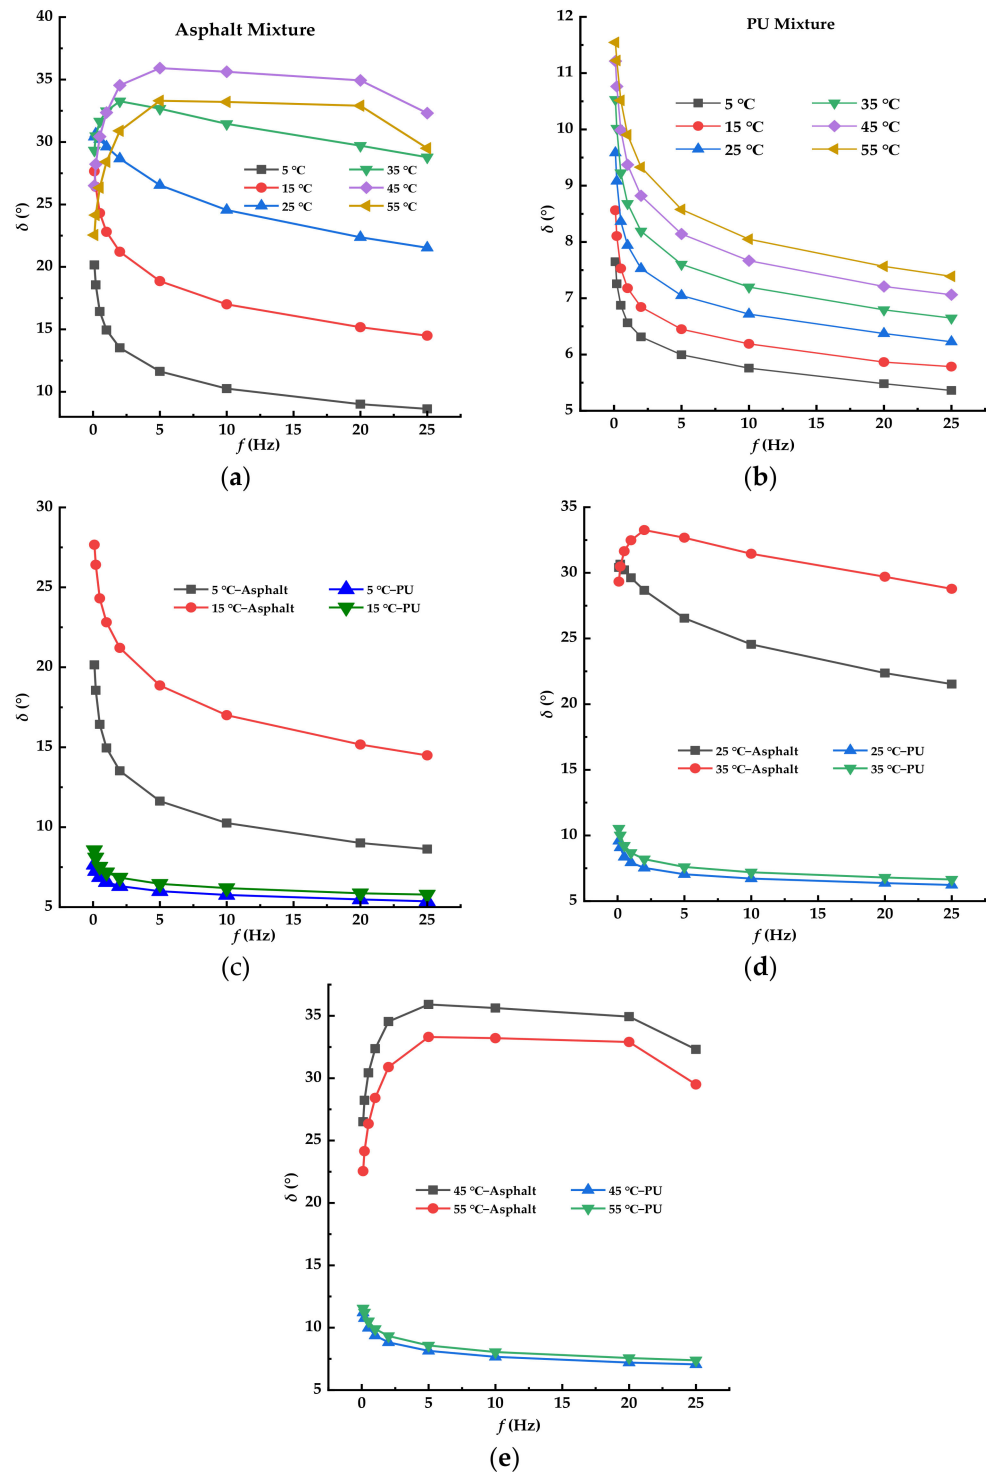 Asphalt Mixture
40
35
30
25
20
15
10
δ (°)
5 °C
15 °C
25 °C
35 °C
45 °C
55 °C
0 5 10 15 20 25
f (Hz)
(a)
PU Mixture
12
11
10
9
8
7
6
5
δ (°)
5 °C
15 °C
25 °C
35 °C
45 °C
55 °C
0 5 10 15 20 25
f (Hz)
(b)
30
25
20
15
10
5
δ (°)
5 °C–Asphalt
15 °C–Asphalt
5 °C–PU
15 °C–PU
0 5 10 15 20 25
f (Hz)
(c)
35
30
25
20
15
10
5
δ (°)
25 °C–Asphalt
35 °C–Asphalt
25 °C–PU
35 °C–PU
0 5 10 15 20 25
f (Hz)
(d)
35
30
25
20
15
10
5
δ (°)
45 °C–Asphalt
55 °C–Asphalt
45 °C–PU
55 °C–PU
0 5 10 15 20 25
f (Hz)
(e)